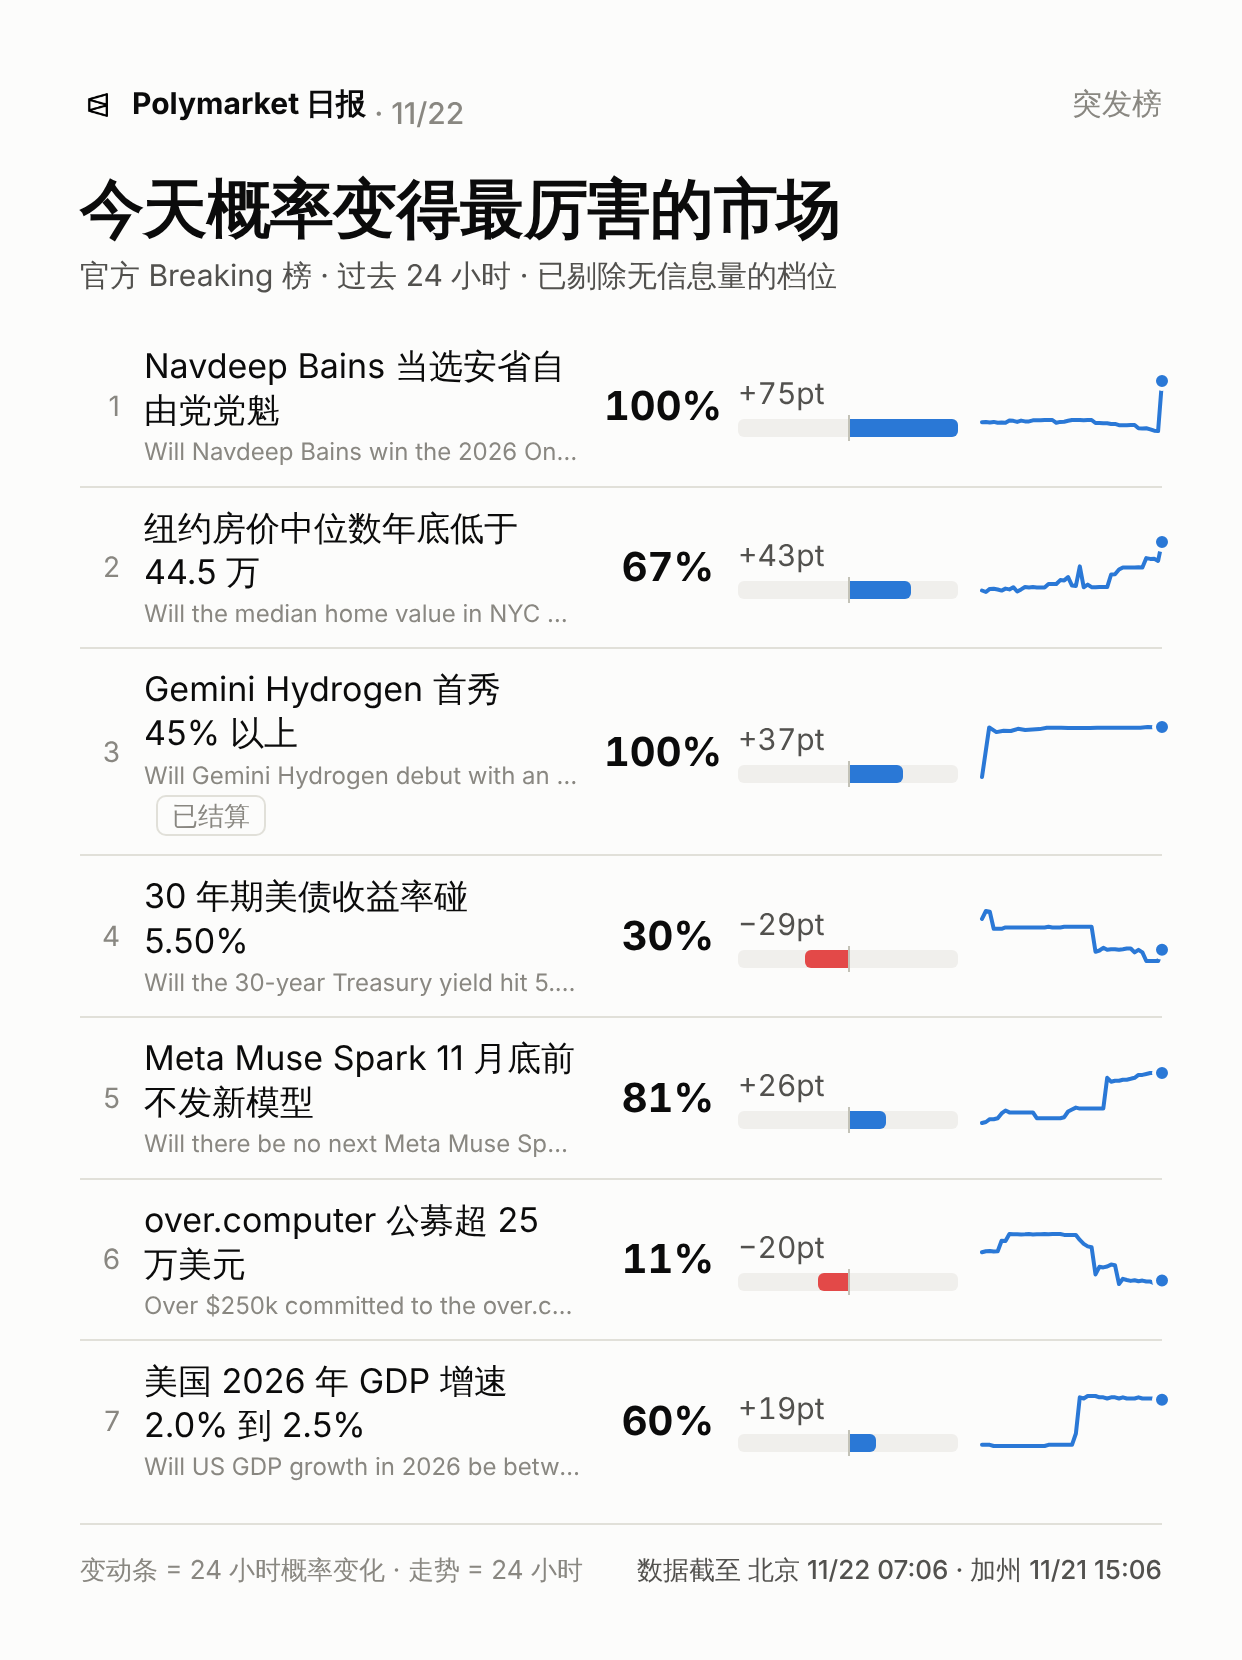 Polymarket 日报 · 11/22
突发榜
今天概率变得最厉害的市场
官方 Breaking 榜 · 过去 24 小时 · 已剔除无信息量的档位
1
Navdeep Bains 当选安省自
由党党魁
Will Navdeep Bains win the 2026 On...
100%
+75pt
2
纽约房价中位数年底低于
44.5 万
Will the median home value in NYC ...
67%
+43pt
3
Gemini Hydrogen 首秀
45% 以上
Will Gemini Hydrogen debut with an ...
已结算
100%
+37pt
4
30 年期美债收益率碰
5.50%
Will the 30-year Treasury yield hit 5....
30%
−29pt
5
Meta Muse Spark 11 月底前
不发新模型
Will there be no next Meta Muse Sp...
81%
+26pt
6
over.computer 公募超 25
万美元
Over $250k committed to the over.c...
11%
−20pt
7
美国 2026 年 GDP 增速
2.0% 到 2.5%
Will US GDP growth in 2026 be betw...
60%
+19pt
变动条 = 24 小时概率变化 · 走势 = 24 小时
数据截至 北京 11/22 07:06 · 加州 11/21 15:06